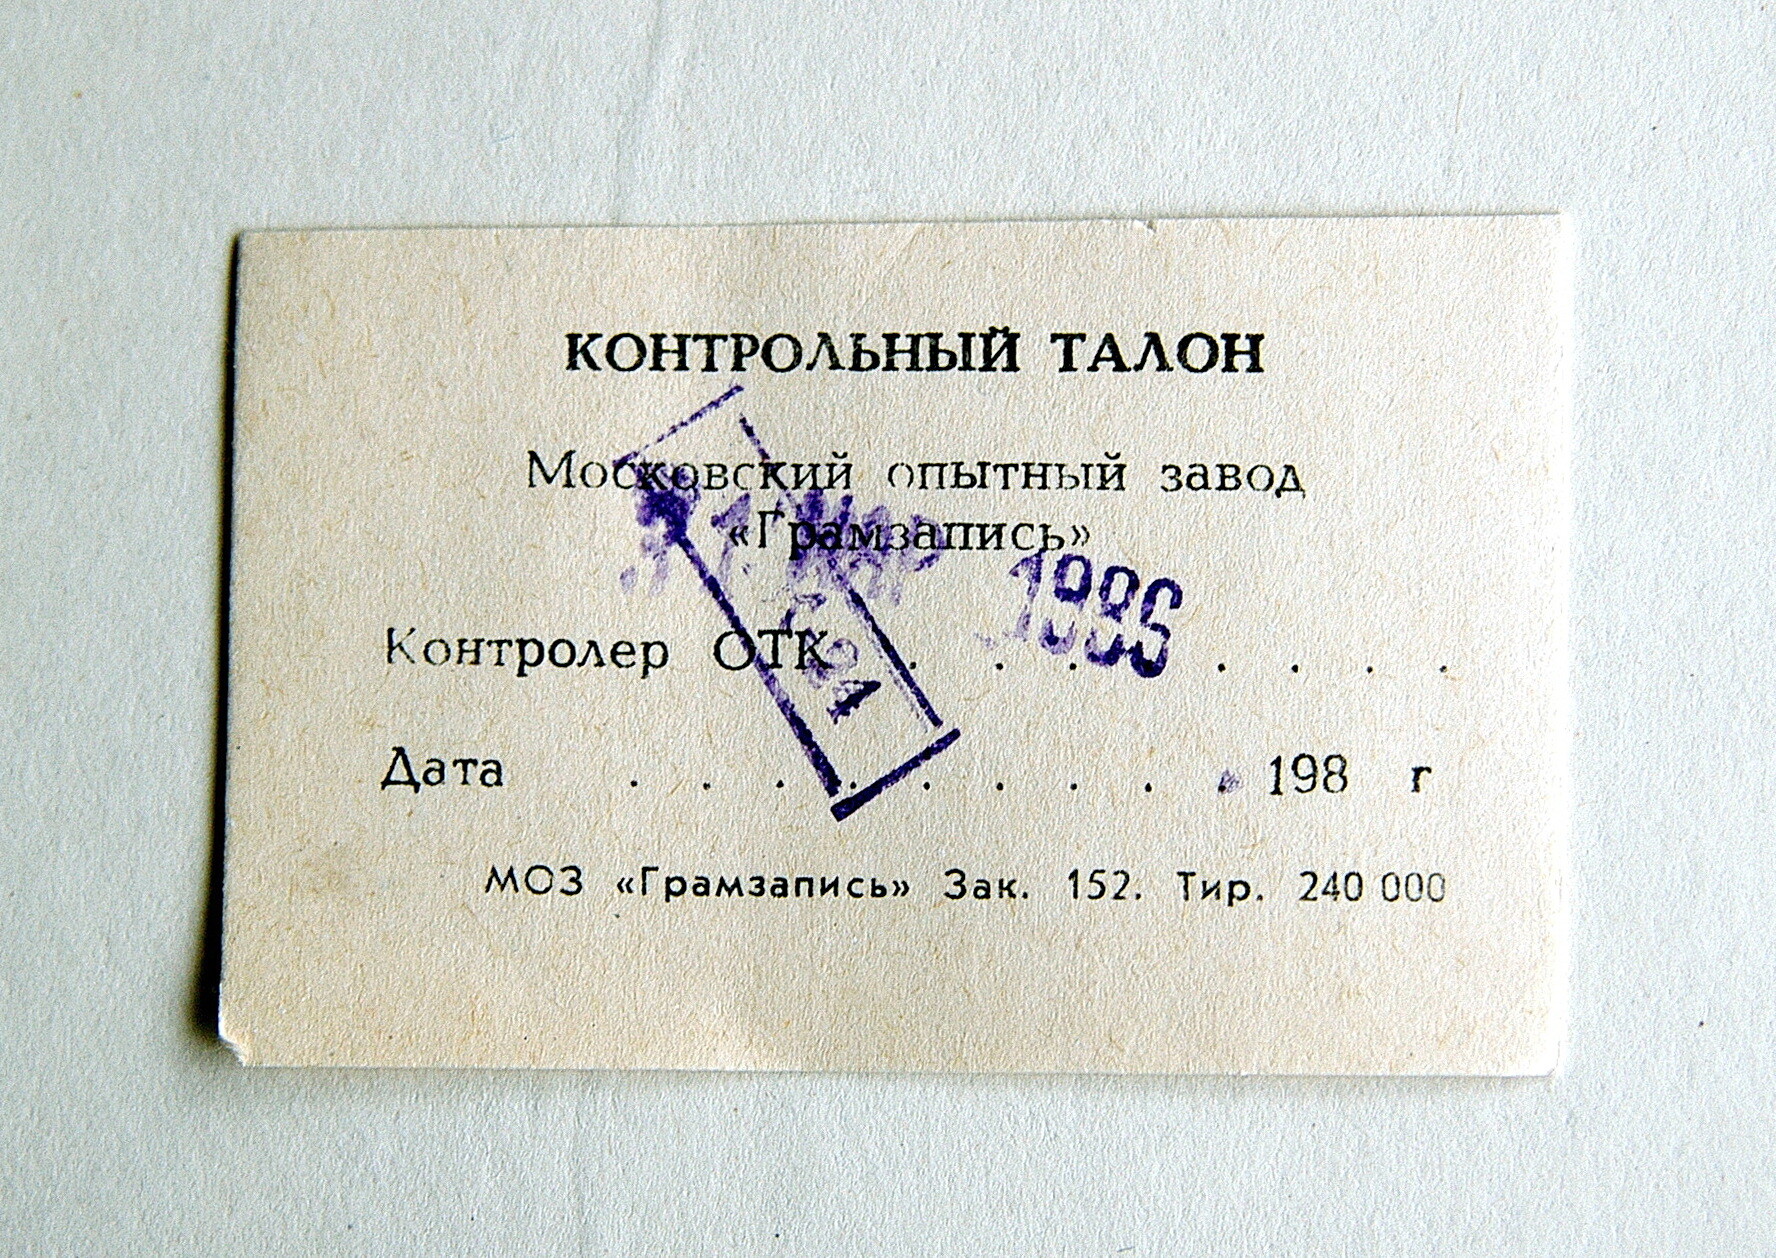 КОНТРОЛЬНЫЙ ТАЛОН
Московский опытный завод
«Грамзапись»
1986
Контролер ОТК . . . . . . . .
Дата . . . . . . . . . 198 г
МОЗ «Грамзапись» Зак. 152. Тир. 240 000